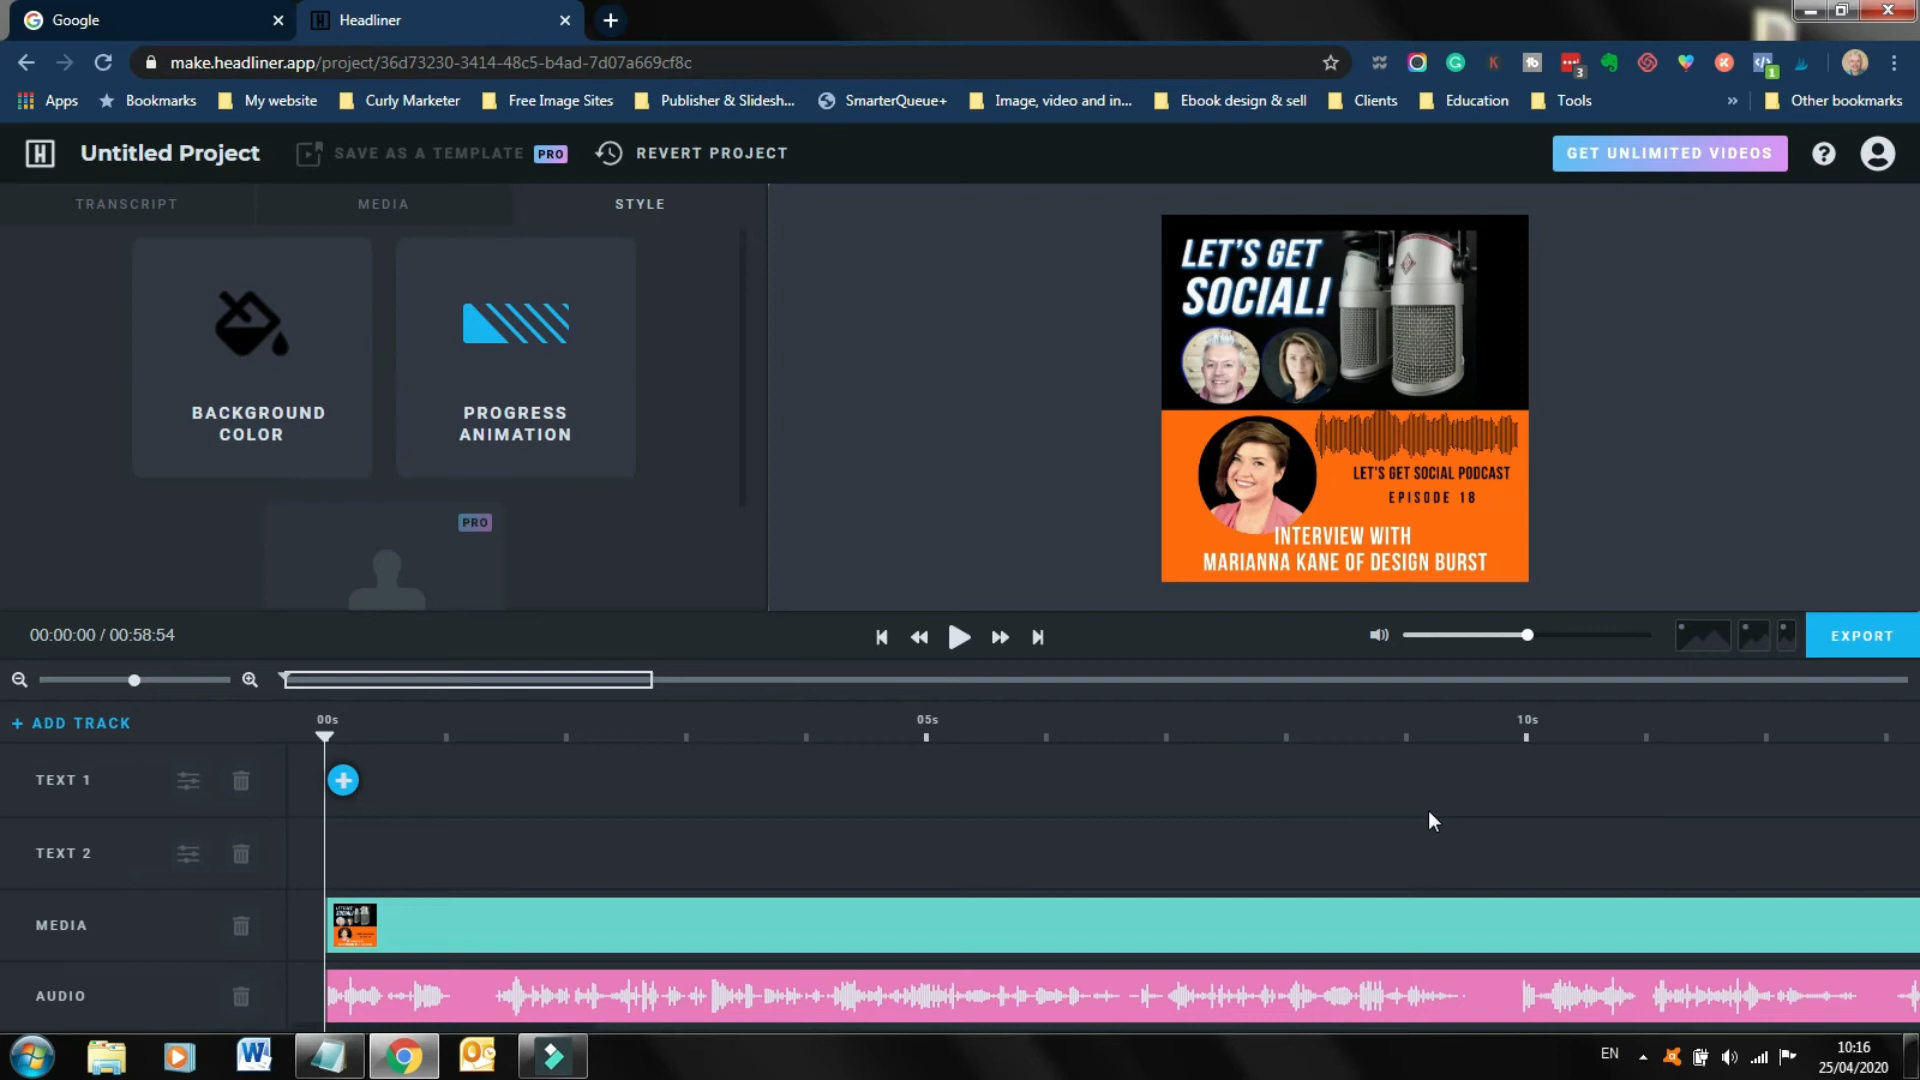 Google
Headliner
make.headliner.app/project/36d73230-3414-48c5-b4ad-7d07a669cf8c
3
1
Apps
Bookmarks
My website
Curly Marketer
Free Image Sites
Publisher & Slidesh...
SmarterQueue+
Image, video and in...
Ebook design & sell
Clients
Education
Tools
»
Other bookmarks
Untitled Project
SAVE AS A TEMPLATE PRO
REVERT PROJECT
GET UNLIMITED VIDEOS
TRANSCRIPT
MEDIA
STYLE
BACKGROUND
COLOR
PROGRESS
ANIMATION
PRO
LET'S GET
SOCIAL!
LET'S GET SOCIAL PODCAST
EPISODE 18
INTERVIEW WITH
MARIANNA KANE OF DESIGN BURST
00:00:00 / 00:58:54
EXPORT
+ ADD TRACK
00s
05s
10s
TEXT 1
TEXT 2
MEDIA
AUDIO
EN
10:16
25/04/2020